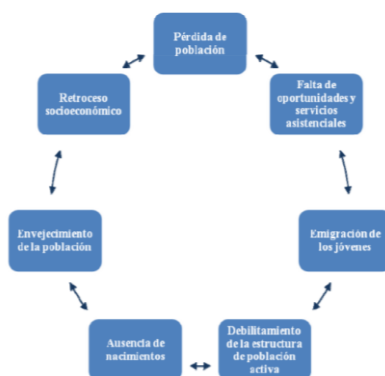 Pérdida de
población
Falta de
oportunidades y
servicios
asistenciales
Emigración de
los jóvenes
Debilitamiento
de la estructura
de población
activa
Ausencia de
nacimientos
Envejecimiento
de la población
Retroceso
socioeconómico